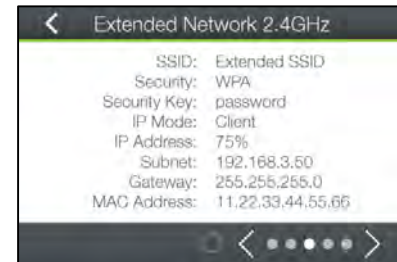 Extended Network 2.4GHz
SSID: Extended SSID
Security: WPA
Security Key: password
IP Mode: Client
IP Address: 75%
Subnet: 192.168.3.50
Gateway: 255.255.255.0
MAC Address: 11.22.33.44.55.66